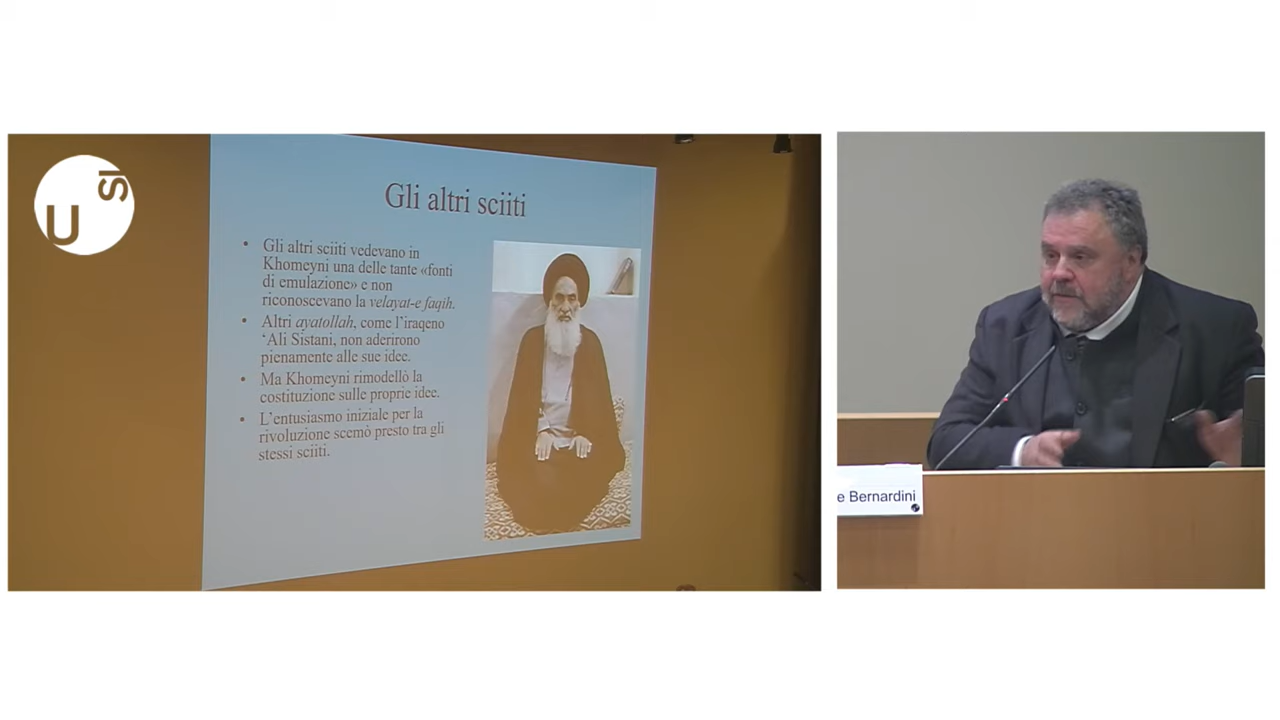 USI
Gli altri sciiti
• Gli altri sciiti vedevano in
Khomeyni una delle tante «fonti
di emulazione» e non
riconoscevano la velayat-e faqih.
• Altri ayatollah, come l’iraqeno
‘Ali Sistani, non aderirono
pienamente alle sue idee.
• Ma Khomeyni rimodellò la
costituzione sulle proprie idee.
• L’entusiasmo iniziale per la
rivoluzione scemò presto tra gli
stessi sciiti.
e Bernardini